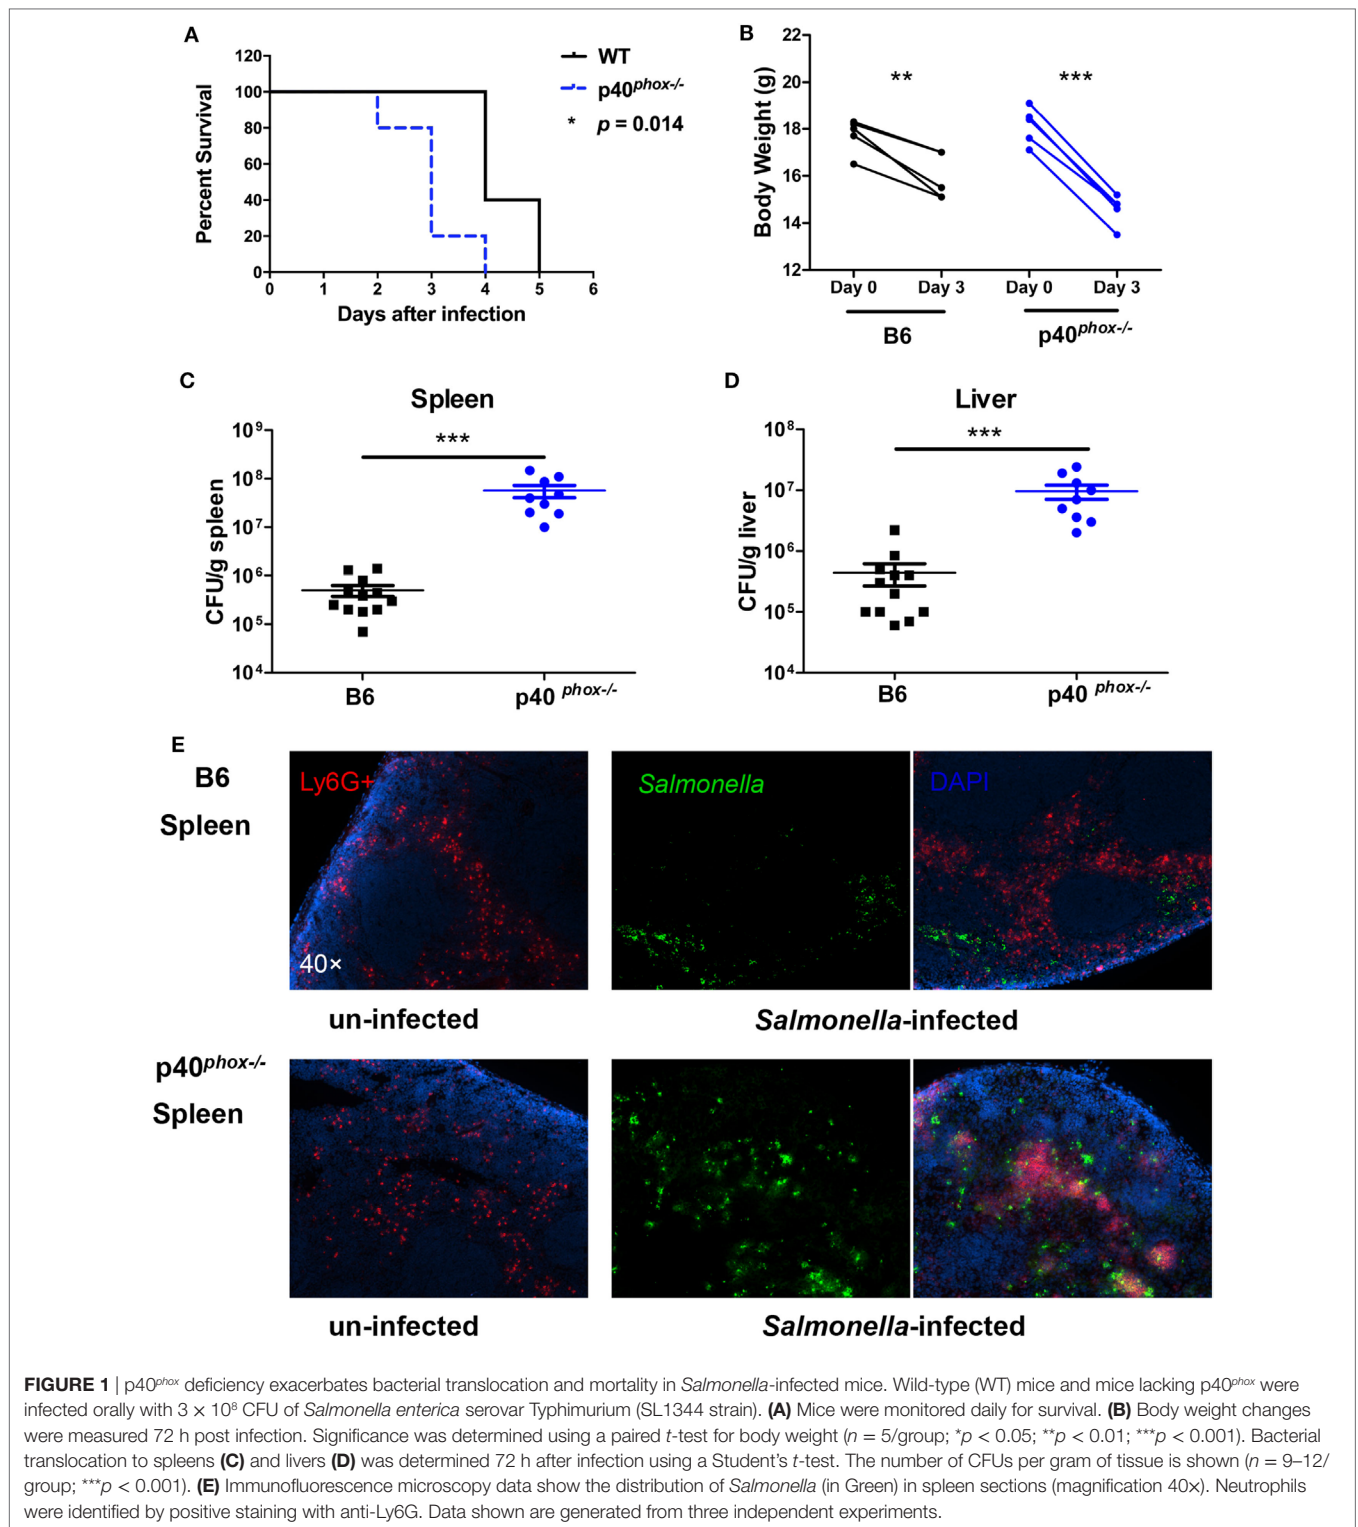 A
120
100
80
60
40
20
0
0 1 2 3 4 5 6
Percent Survival
Days after infection
WT
p40phox-/-
* p = 0.014
B
22
20
18
16
14
12
Body Weight (g)
** ***
Day 0 Day 3 Day 0 Day 3
B6 p40phox-/-
C
Spleen
***
10⁹
10⁸
10⁷
10⁶
10⁵
10⁴
CFU/g spleen
B6 p40 phox-/-
D
Liver
***
10⁸
10⁷
10⁶
10⁵
10⁴
CFU/g liver
B6 p40 phox-/-
E
B6
Spleen
Ly6G+
40×
Salmonella
DAPI
un-infected Salmonella-infected
p40phox-/-
Spleen
un-infected Salmonella-infected
FIGURE 1 | p40phox deficiency exacerbates bacterial translocation and mortality in Salmonella-infected mice. Wild-type (WT) mice and mice lacking p40phox were
infected orally with 3 × 10⁸ CFU of Salmonella enterica serovar Typhimurium (SL1344 strain). (A) Mice were monitored daily for survival. (B) Body weight changes
were measured 72 h post infection. Significance was determined using a paired t-test for body weight (n = 5/group; *p < 0.05; **p < 0.01; ***p < 0.001). Bacterial
translocation to spleens (C) and livers (D) was determined 72 h after infection using a Student's t-test. The number of CFUs per gram of tissue is shown (n = 9–12/
group; ***p < 0.001). (E) Immunofluorescence microscopy data show the distribution of Salmonella (in Green) in spleen sections (magnification 40×). Neutrophils
were identified by positive staining with anti-Ly6G. Data shown are generated from three independent experiments.